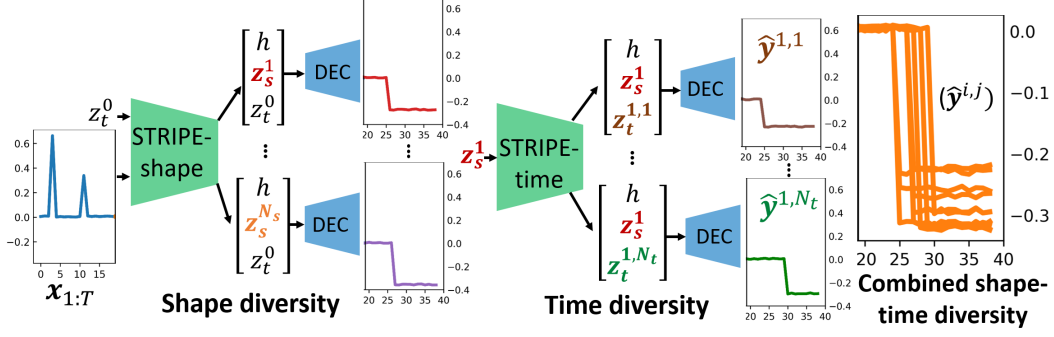 0.6
0.4
0.2
0.0
−0.2
0 5 10 15
x_{1:T}
z_t^0
STRIPE-
shape
h
z_s^1
z_t^0
⋮
h
z_s^{N_s}
z_t^0
DEC
0.6
0.4
0.2
0.0
−0.2
−0.4
20 25 30 35 40
⋮
DEC
0.6
0.4
0.2
0.0
−0.2
−0.4
20 25 30 35 40
Shape diversity
z_s^1
STRIPE-
time
h
z_s^1
z_t^{1,1}
⋮
h
z_s^1
z_t^{1,N_t}
DEC
ŷ^{1,1}
0.6
0.4
0.2
0.0
−0.2
−0.4
20 25 30 35 40
⋮
DEC
ŷ^{1,N_t}
0.6
0.4
0.2
0.0
−0.2
−0.4
20 25 30 35 40
Time diversity
(ŷ^{i,j})
0.0
−0.1
−0.2
−0.3
20 25 30 35 40
Combined shape-
time diversity